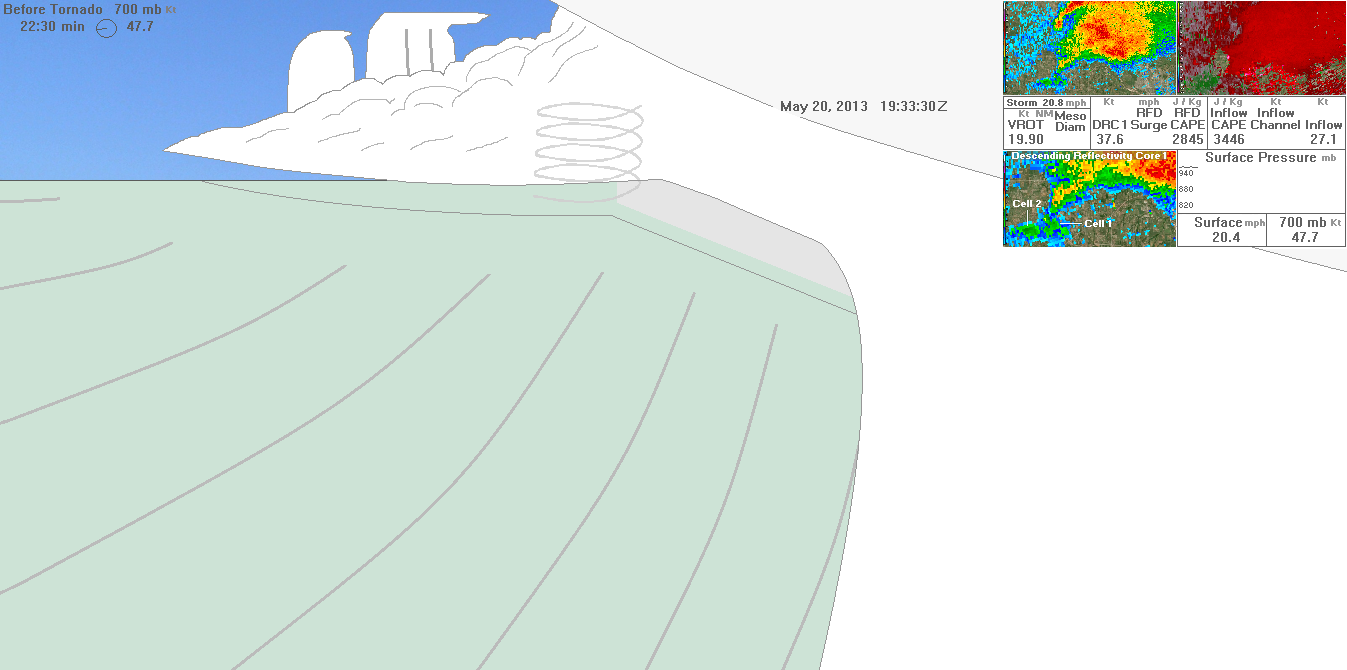 Before Tornado 700 mb Kt
22:30 min 47.7
May 20, 2013 19:33:30Z
Storm 20.8 mph
Kt NM
VROT Meso Diam
19.90
Kt
DRC1
37.6
mph
RFD
Surge
J / Kg
RFD
CAPE
2845
J / Kg
Inflow
CAPE
3446
Kt
Inflow
Channel
Kt
Inflow
27.1
Descending Reflectivity Core1
Cell 2
Cell 1
Surface Pressure mb
940
880
820
Surface mph
20.4
700 mb Kt
47.7